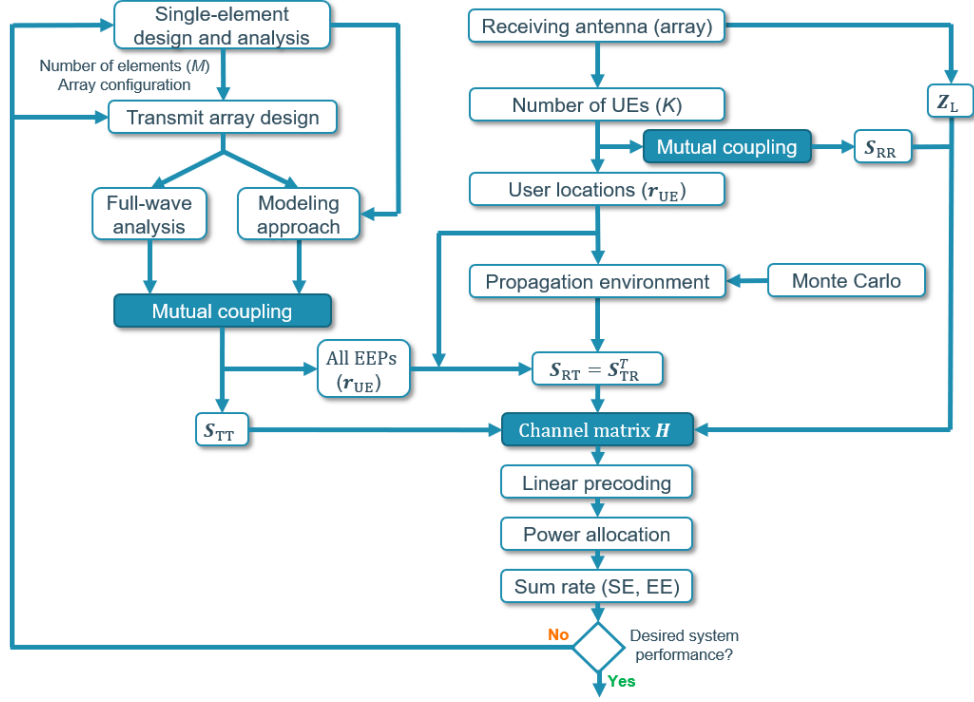 Single-element
design and analysis
Number of elements (M)
Array configuration
Transmit array design
Full-wave
analysis
Modeling
approach
Mutual coupling
All EEPs
(r_UE)
S_TT
Receiving antenna (array)
Number of UEs (K)
Z_L
Mutual coupling
S_RR
User locations (r_UE)
Propagation environment
Monte Carlo
S_RT = S_TR^T
Channel matrix H
Linear precoding
Power allocation
Sum rate (SE, EE)
No
Desired system
performance?
Yes